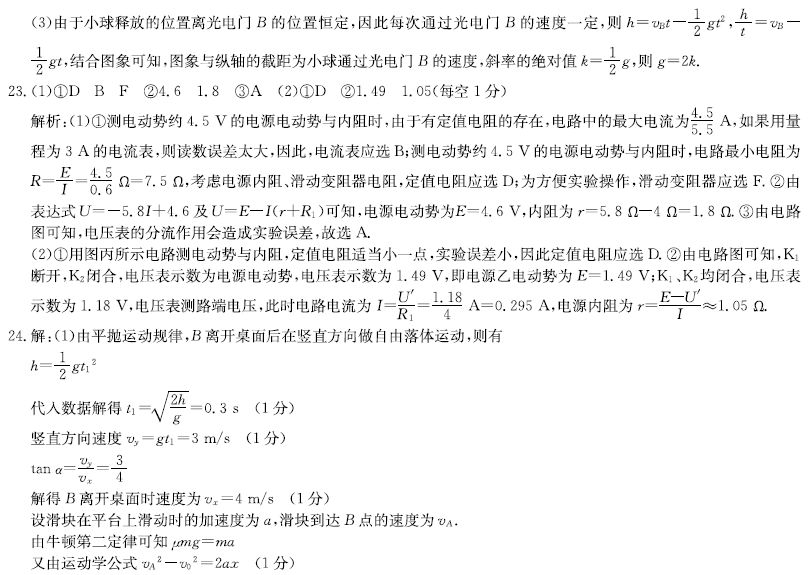 (3)由于小球释放的位置离光电门 B 的位置恒定,因此每次通过光电门 B 的速度一定,则 h=v_Bt-\frac{1}{2}gt²,\frac{h}{t}=v_B-
\frac{1}{2}gt,结合图象可知,图象与纵轴的截距为小球通过光电门 B 的速度,斜率的绝对值 k=\frac{1}{2}g,则 g=2k.
23.(1)①D B F ②4.6 1.8 ③A (2)①D ②1.49 1.05(每空 1 分)
解析:(1)①测电动势约 4.5 V 的电源电动势与内阻时,由于有定值电阻的存在,电路中的最大电流为\frac{4.5}{5.5} A,如果用量
程为 3 A 的电流表,则读数误差太大,因此,电流表应选 B;测电动势约 4.5 V 的电源电动势与内阻时,电路最小电阻为
R=\frac{E}{I}=\frac{4.5}{0.6} Ω=7.5 Ω,考虑电源内阻、滑动变阻器电阻,定值电阻应选 D;为方便实验操作,滑动变阻器应选 F. ②由
表达式 U=-5.8I+4.6 及 U=E-I(r+R₁)可知,电源电动势为E=4.6 V,内阻为 r=5.8 Ω-4 Ω=1.8 Ω. ③由电路
图可知,电压表的分流作用会造成实验误差,故选 A.
(2)①用图丙所示电路测电动势与内阻,定值电阻适当小一点,实验误差小,因此定值电阻应选 D. ②由电路图可知,K₁
断开,K₂闭合,电压表示数为电源电动势,电压表示数为 1.49 V,即电源乙电动势为 E=1.49 V;K₁、K₂均闭合,电压表
示数为 1.18 V,电压表测路端电压,此时电路电流为 I=\frac{U′}{R₁}=\frac{1.18}{4} A=0.295 A,电源内阻为 r=\frac{E-U′}{I}≈1.05 Ω.
24.解:(1)由平抛运动规律,B 离开桌面后在竖直方向做自由落体运动,则有
h=\frac{1}{2}gt₁²
代入数据解得 t₁=\sqrt{\frac{2h}{g}}=0.3 s (1 分)
竖直方向速度 v_y=gt₁=3 m/s (1 分)
tan α=\frac{v_y}{v_x}=\frac{3}{4}
解得 B 离开桌面时速度为 v_x=4 m/s (1 分)
设滑块在平台上滑动时的加速度为 a,滑块到达 B 点的速度为 v_A.
由牛顿第二定律可知 μmg=ma
又由运动学公式 v_A²-v₀²=2ax (1 分)